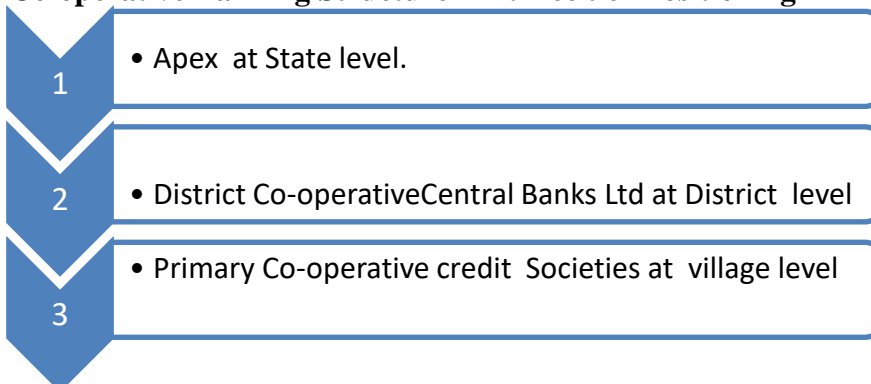 1
• Apex at State level.
2
• District Co-operativeCentral Banks Ltd at District level
• Primary Co-operative credit Societies at village level
3